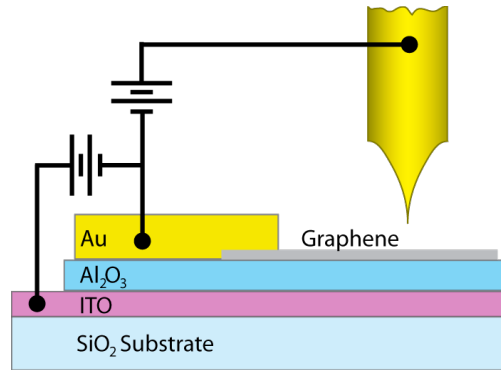 Au
Graphene
Al₂O₃
ITO
SiO₂ Substrate